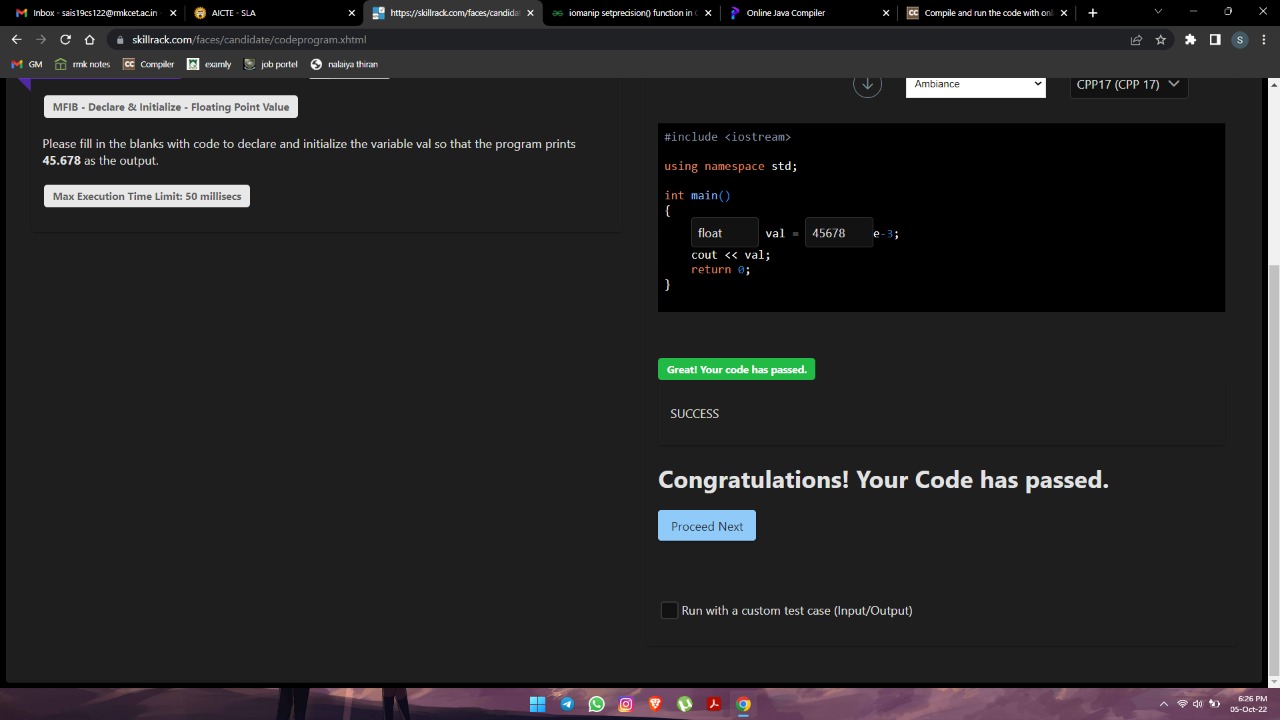 Inbox - sais19cs122@rmkcet.ac.in
AICTE - SLA
https://skillrack.com/faces/candidat
iomanip setprecision() function in c
Online Java Compiler
Compile and run the code with onl
skillrack.com/faces/candidate/codeprogram.xhtml
S
GM
rmk notes
CC Compiler
examly
job portel
nalaiya thiran
MFIB - Declare & Initialize - Floating Point Value
Ambiance
CPP17 (CPP 17)
Please fill in the blanks with code to declare and initialize the variable val so that the program prints
45.678 as the output.
Max Execution Time Limit: 50 millisecs
#include <iostream>
using namespace std;
int main()
{
float val = 45678 e-3;
cout << val;
return 0;
}
Great! Your code has passed.
SUCCESS
Congratulations! Your Code has passed.
Proceed Next
Run with a custom test case (Input/Output)
6:26 PM
05-Oct-22